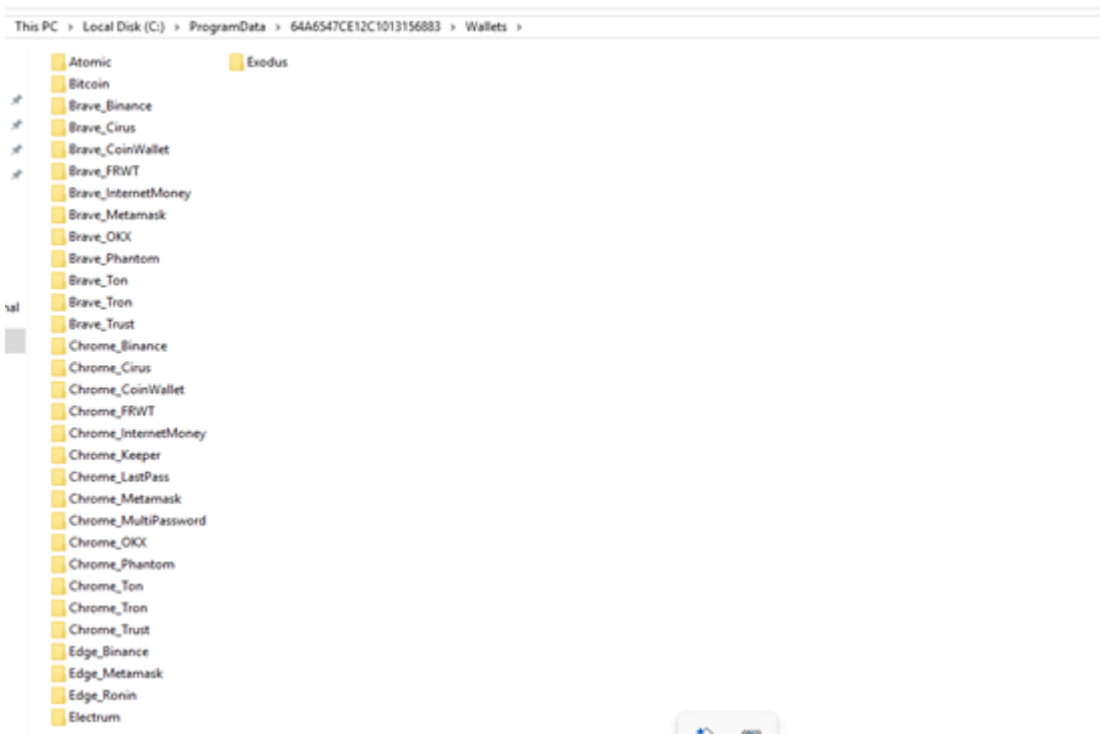 This PC > Local Disk (C:) > ProgramData > 64A6547CE12C1013156883 > Wallets >
Atomic
Bitcoin
Brave_Binance
Brave_Cirus
Brave_CoinWallet
Brave_FRWT
Brave_InternetMoney
Brave_Metamask
Brave_OKX
Brave_Phantom
Brave_Ton
Brave_Tron
Brave_Trust
Chrome_Binance
Chrome_Cirus
Chrome_CoinWallet
Chrome_FRWT
Chrome_InternetMoney
Chrome_Keeper
Chrome_LastPass
Chrome_Metamask
Chrome_MultiPassword
Chrome_OKX
Chrome_Phantom
Chrome_Ton
Chrome_Tron
Chrome_Trust
Edge_Binance
Edge_Metamask
Edge_Ronin
Electrum
Exodus
nal